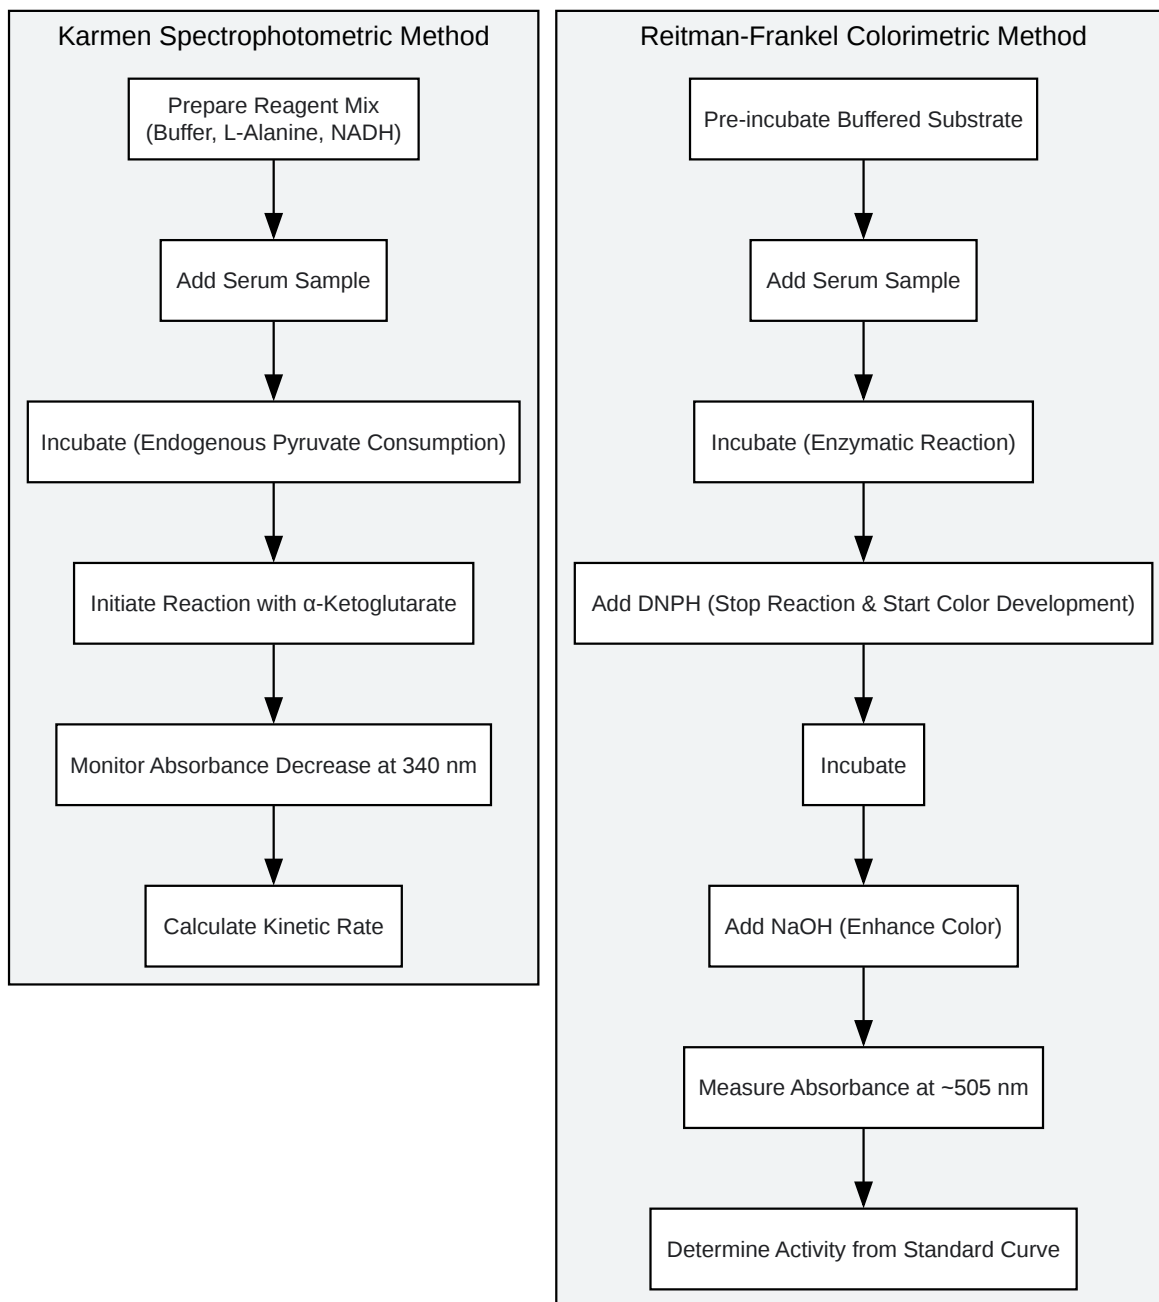 Karmen Spectrophotometric Method
Prepare Reagent Mix
(Buffer, L-Alanine, NADH)
Add Serum Sample
Incubate (Endogenous Pyruvate Consumption)
Initiate Reaction with α-Ketoglutarate
Monitor Absorbance Decrease at 340 nm
Calculate Kinetic Rate
Reitman-Frankel Colorimetric Method
Pre-incubate Buffered Substrate
Add Serum Sample
Incubate (Enzymatic Reaction)
Add DNPH (Stop Reaction & Start Color Development)
Incubate
Add NaOH (Enhance Color)
Measure Absorbance at ~505 nm
Determine Activity from Standard Curve